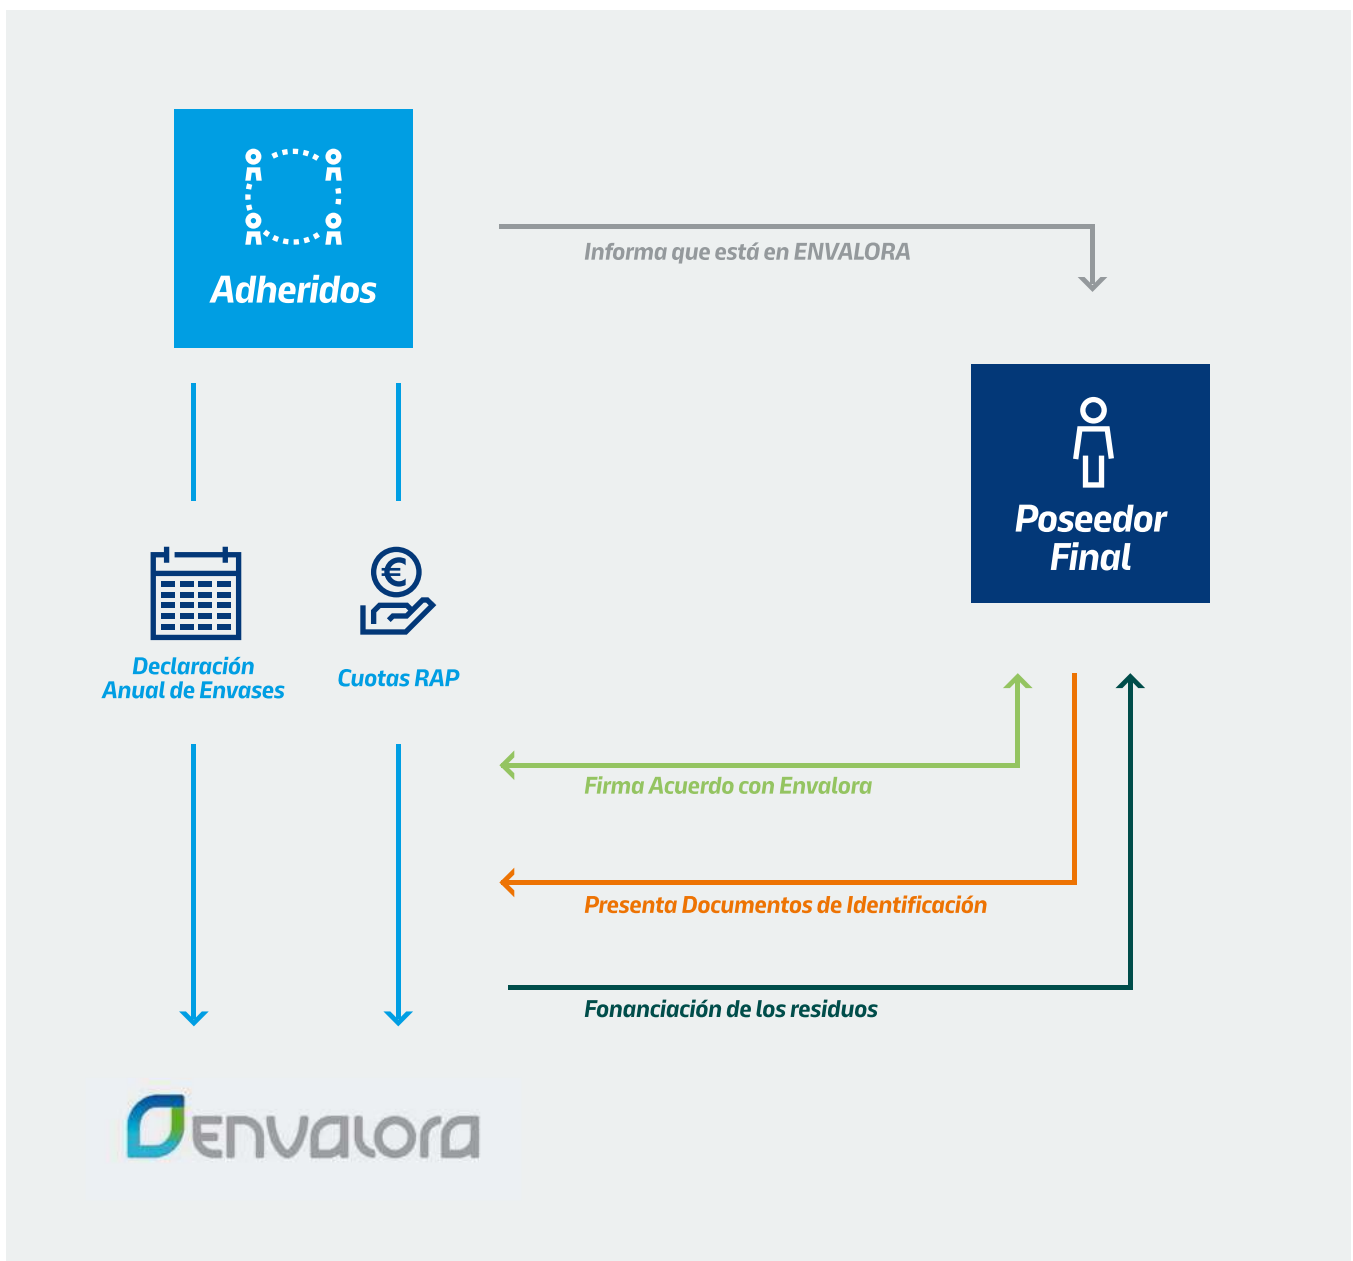 Adheridos
Informa que está en ENVALORA
Poseedor
Final
€
Declaración
Anual de Envases
Cuotas RAP
Firma Acuerdo con Envalora
Presenta Documentos de Identificación
Fonanciación de los residuos
ENVALORA